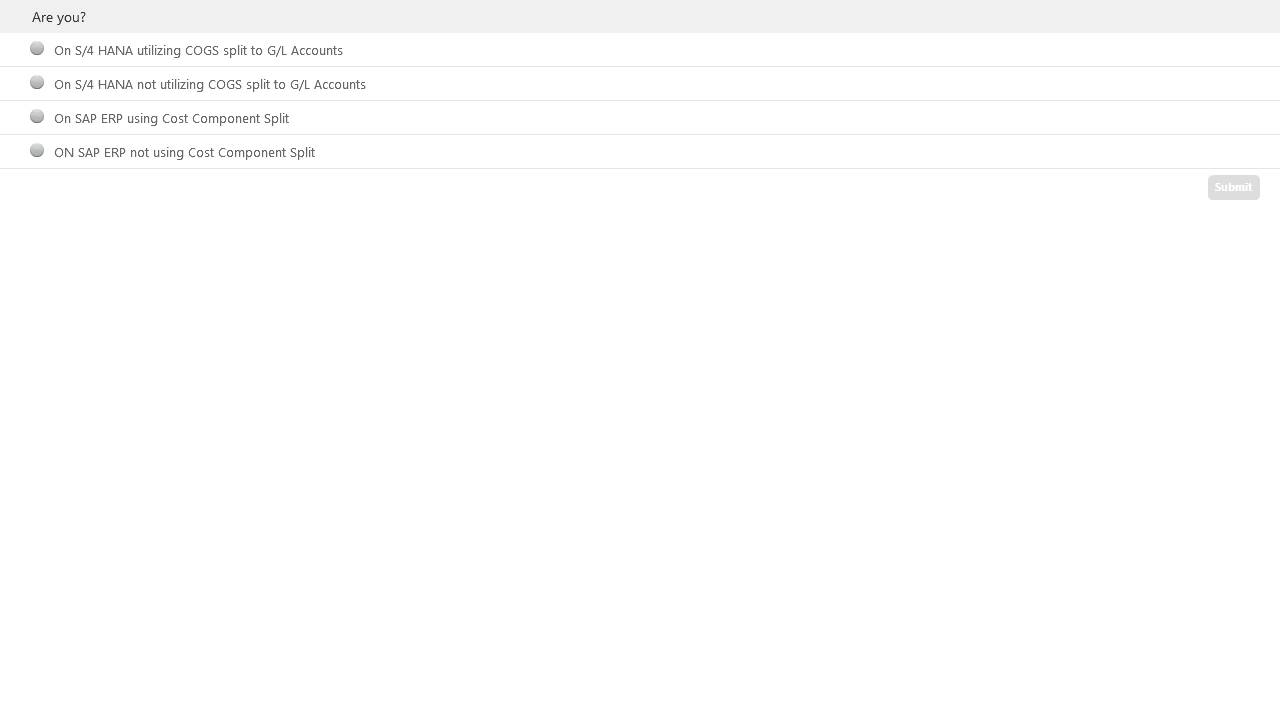 Are you?
On S/4 HANA utilizing COGS split to G/L Accounts
On S/4 HANA not utilizing COGS split to G/L Accounts
On SAP ERP using Cost Component Split
ON SAP ERP not using Cost Component Split
Submit